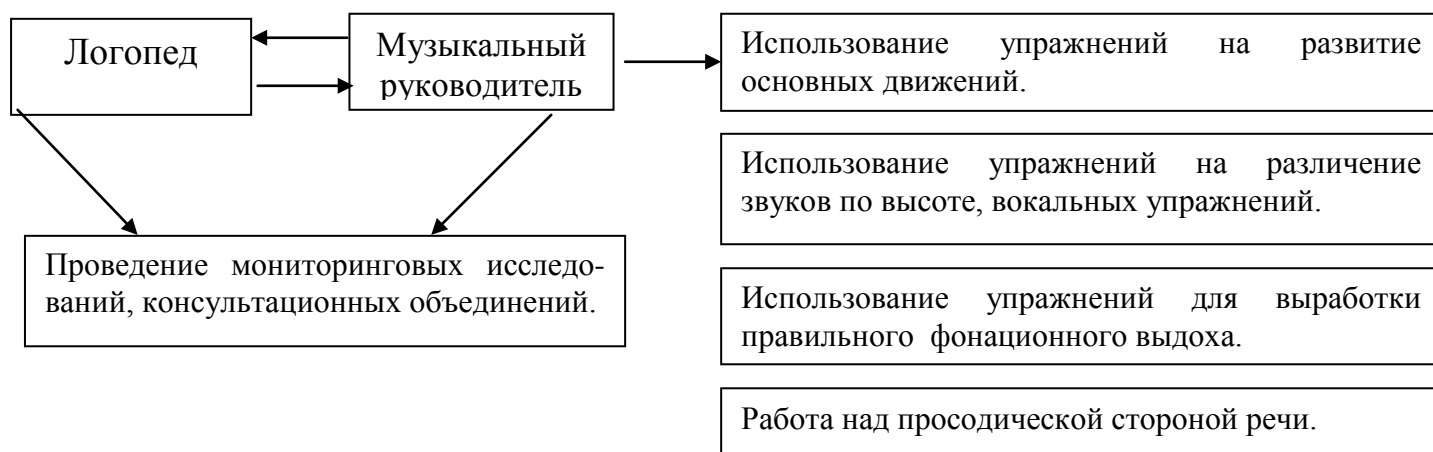 Логопед
Музыкальный
руководитель
Использование упражнений на развитие
основных движений.
Использование упражнений на различение
звуков по высоте, вокальных упражнений.
Проведение мониторинговых исследо-
ваний, консультационных объединений.
Использование упражнений для выработки
правильного фонационного выдоха.
Работа над просодической стороной речи.